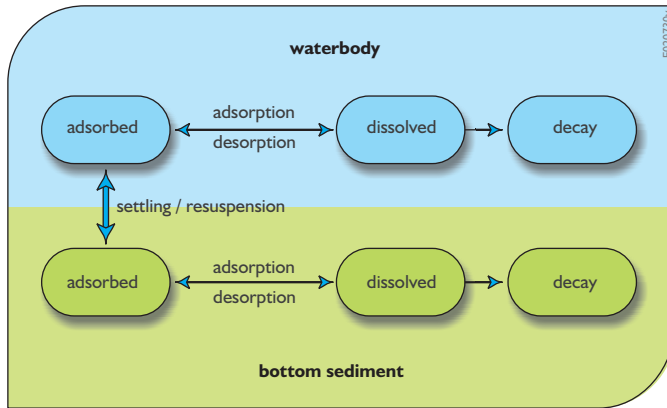 waterbody
adsorbed
adsorption
desorption
dissolved
decay
settling / resuspension
adsorbed
adsorption
desorption
dissolved
decay
bottom sediment